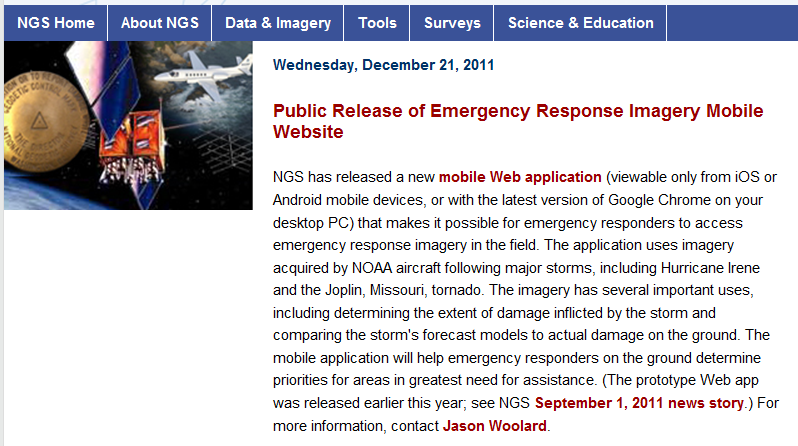 NGS Home About NGS Data & Imagery Tools Surveys Science & Education
Wednesday, December 21, 2011
Public Release of Emergency Response Imagery Mobile
Website
NGS has released a new mobile Web application (viewable only from iOS or
Android mobile devices, or with the latest version of Google Chrome on your
desktop PC) that makes it possible for emergency responders to access
emergency response imagery in the field. The application uses imagery
acquired by NOAA aircraft following major storms, including Hurricane Irene
and the Joplin, Missouri, tornado. The imagery has several important uses,
including determining the extent of damage inflicted by the storm and
comparing the storm's forecast models to actual damage on the ground. The
mobile application will help emergency responders on the ground determine
priorities for areas in greatest need for assistance. (The prototype Web app
was released earlier this year; see NGS September 1, 2011 news story.) For
more information, contact Jason Woolard.